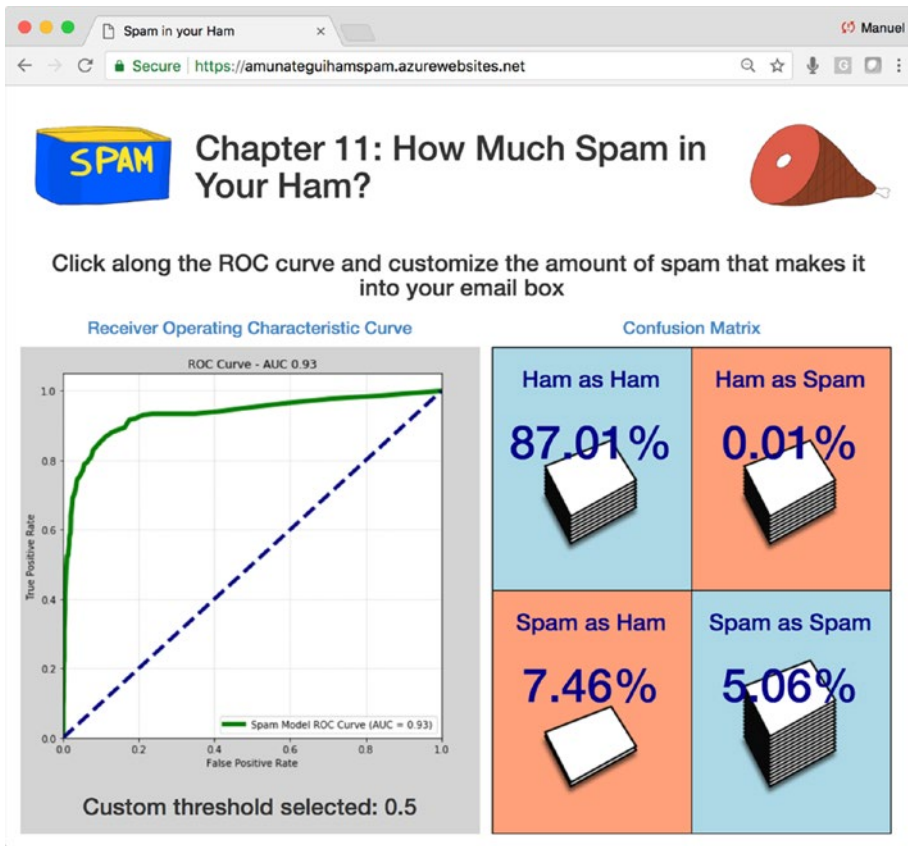 Spam in your Ham
Manuel
Secure https://amunateguihamspam.azurewebsites.net
SPAM
Chapter 11: How Much Spam in
Your Ham?
Click along the ROC curve and customize the amount of spam that makes it
into your email box
Receiver Operating Characteristic Curve
ROC Curve - AUC 0.93
1.0
0.8
0.6
0.4
0.2
0.0
True Positive Rate
0.0 0.2 0.4 0.6 0.8 1.0
False Positive Rate
Spam Model ROC Curve (AUC = 0.93)
Custom threshold selected: 0.5
Confusion Matrix
Ham as Ham
87.01%
Ham as Spam
0.01%
Spam as Ham
7.46%
Spam as Spam
5.06%